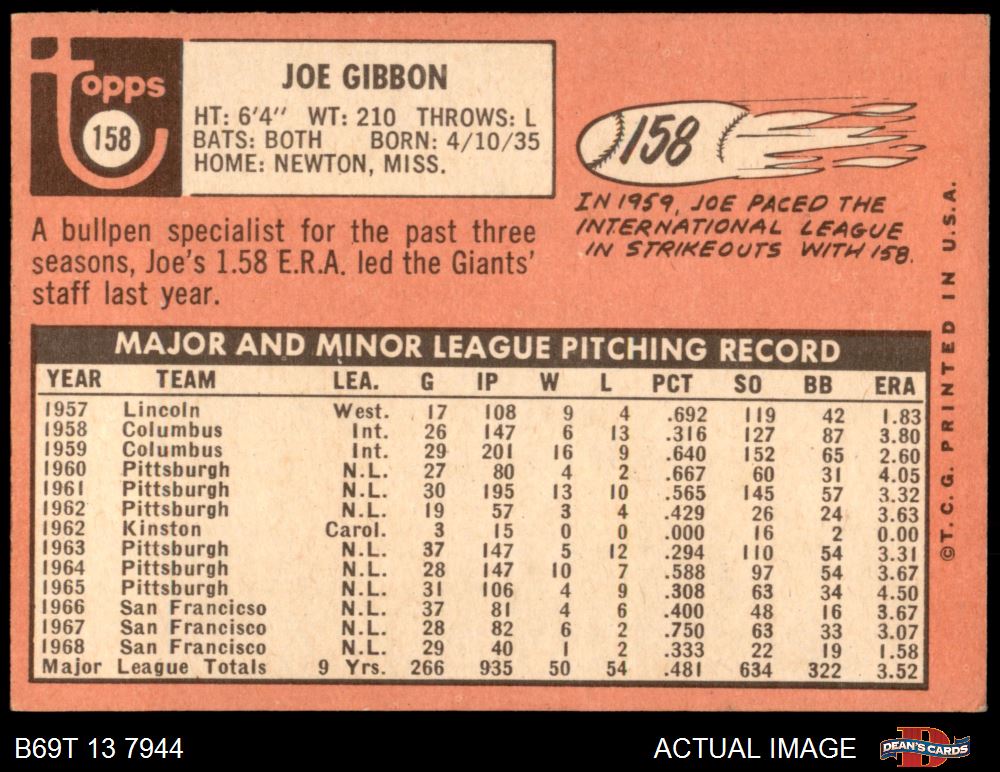 topps
158
JOE GIBBON
HT: 6'4" WT: 210 THROWS: L
BATS: BOTH BORN: 4/10/35
HOME: NEWTON, MISS.
158
IN 1959, JOE PACED THE
INTERNATIONAL LEAGUE
IN STRIKEOUTS WITH 158.
A bullpen specialist for the past three
seasons, Joe's 1.58 E.R.A. led the Giants'
staff last year.
MAJOR AND MINOR LEAGUE PITCHING RECORD
YEAR TEAM LEA. G IP W L PCT SO BB ERA
1957 Lincoln West. 17 108 9 4 .692 119 42 1.83
1958 Columbus Int. 26 147 6 13 .316 127 87 3.80
1959 Columbus Int. 29 201 16 9 .640 152 65 2.60
1960 Pittsburgh N.L. 27 80 4 2 .667 60 31 4.05
1961 Pittsburgh N.L. 30 195 13 10 .565 145 57 3.32
1962 Pittsburgh N.L. 19 57 3 4 .429 26 24 3.63
1962 Kinston Carol. 3 15 0 0 .000 16 2 0.00
1963 Pittsburgh N.L. 37 147 5 12 .294 110 54 3.31
1964 Pittsburgh N.L. 28 147 10 7 .588 97 54 3.67
1965 Pittsburgh N.L. 31 106 4 9 .308 63 34 4.50
1966 San Francicso N.L. 37 81 4 6 .400 48 16 3.67
1967 San Francisco N.L. 28 82 6 2 .750 63 33 3.07
1968 San Francisco N.L. 29 40 1 2 .333 22 19 1.58
Major League Totals 9 Yrs. 266 935 50 54 .481 634 322 3.52
©T. C. G. PRINTED IN U.S.A.
B69T 13 7944
ACTUAL IMAGE
DEAN'S CARDS